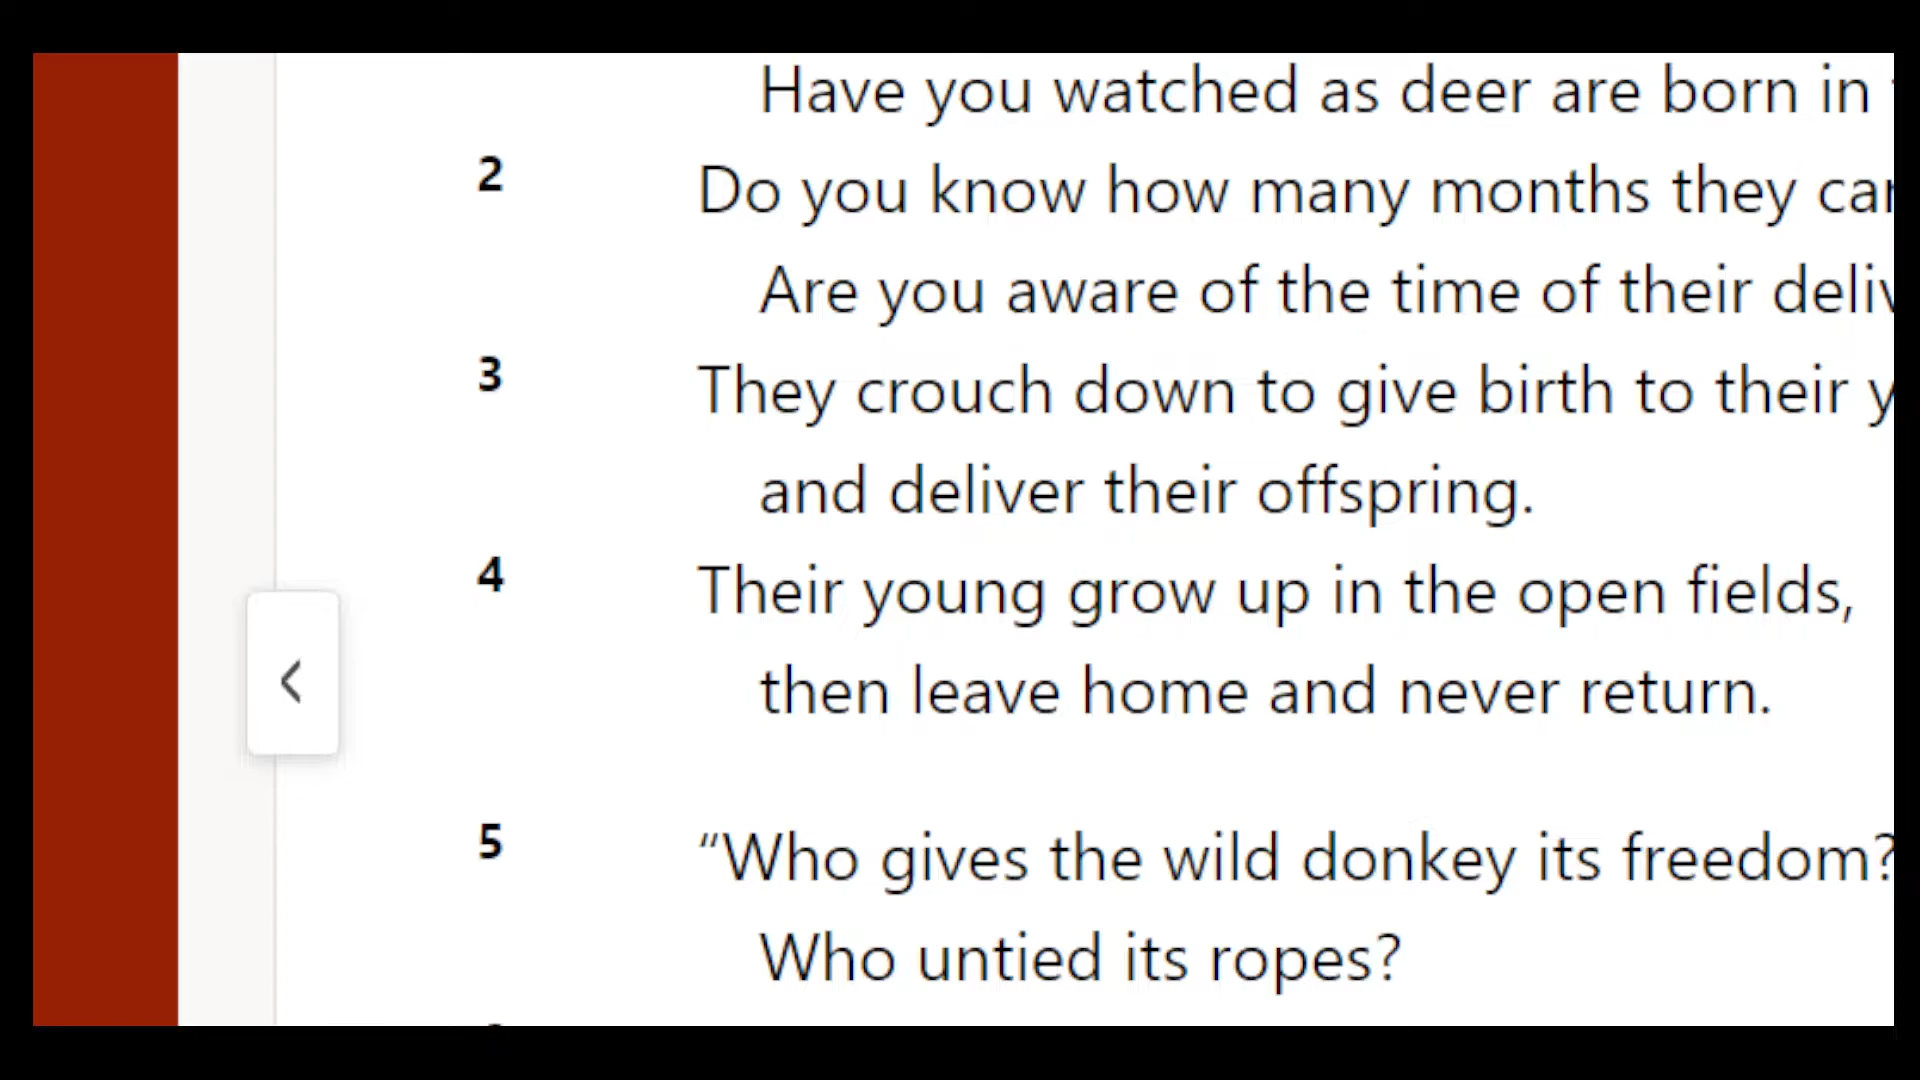 Have you watched as deer are born in
2 Do you know how many months they
Are you aware of the time of their
3 They crouch down to give birth to their
and deliver their offspring.
4 Their young grow up in the open fields,
then leave home and never return.
5 “Who gives the wild donkey its freedom?
Who untied its ropes?